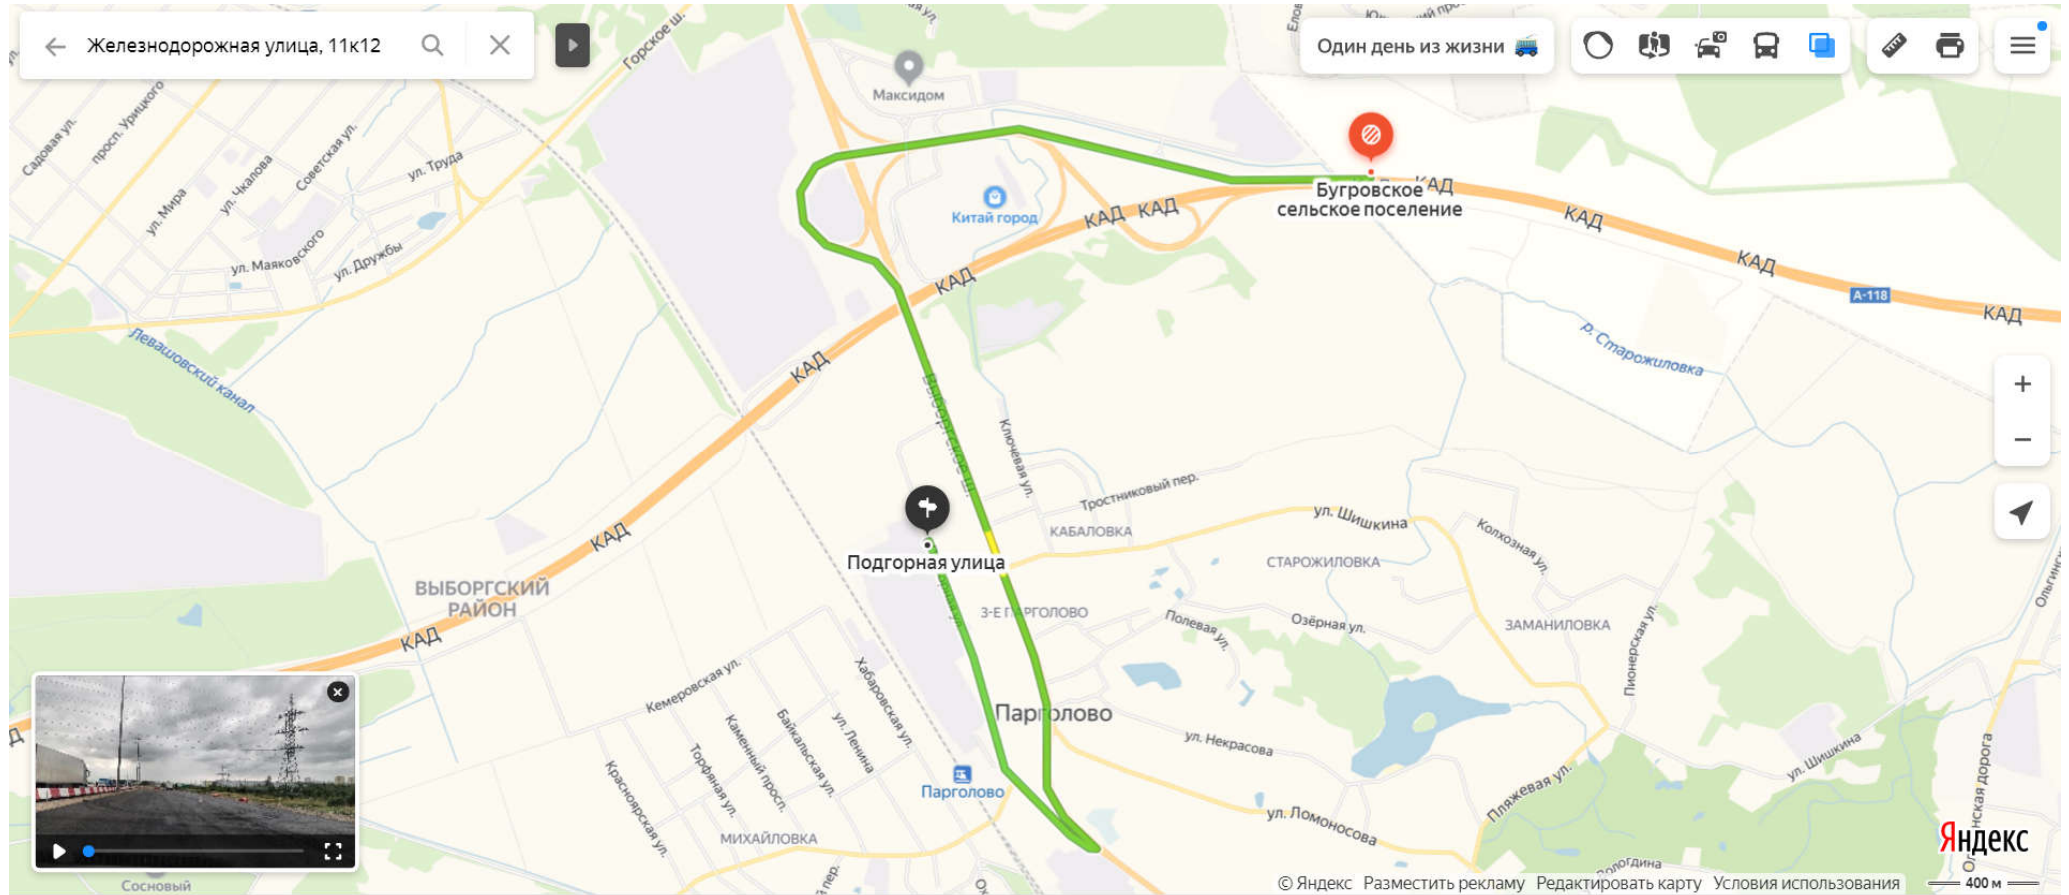 Железнодорожная улица, 11к12
Один день из жизни
Горское ш.
Максидом
Садовая ул.
просп. Урицкого
Советская ул.
ул. Чкалова
ул. Труда
ул. Мира
ул. Маяковского
ул. Дружбы
Китай город
КАД
КАД
КАД
Бугровское
сельское поселение
КАД
КАД
КАД
А-118
КАД
КАД
Левашовский канал
КАД
р. Старожиловка
Выборгское ш.
Ключевая ул.
Тростниковый пер.
КАБАЛОВКА
ул. Шишкина
Колхозная ул.
СТАРОЖИЛОВКА
КАД
Подгорная улица
ВЫБОРГСКИЙ
РАЙОН
3-Е ПАРГОЛОВО
Полевая ул.
Озёрная ул.
ЗАМАНИЛОВКА
Пионерская ул.
КАД
Кемеровская ул.
Хабаровская ул.
Парголово
ул. Некрасова
ул. Шишкина
Байкальская ул.
ул. Ленина
Каменный просп.
Торфяная ул.
Красноярская ул.
Парголово
Пляжевая ул.
ул. Ломоносова
МИХАЙЛОВКА
Сосновый
Яндекс
© Яндекс Разместить рекламу Редактировать карту Условия использования 400 м